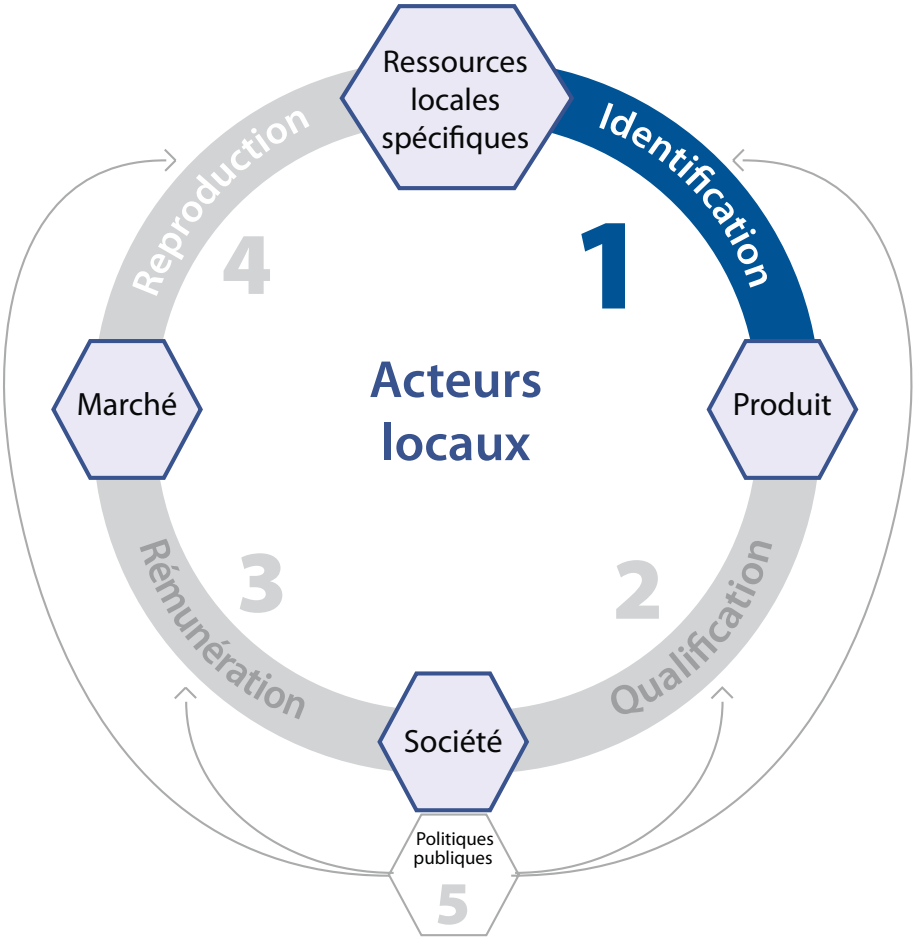 Ressources
locales
spécifiques
Identification
1
Produit
2
Qualification
Société
3
Rémunération
Marché
4
Reproduction
Acteurs
locaux
Politiques
publiques
5